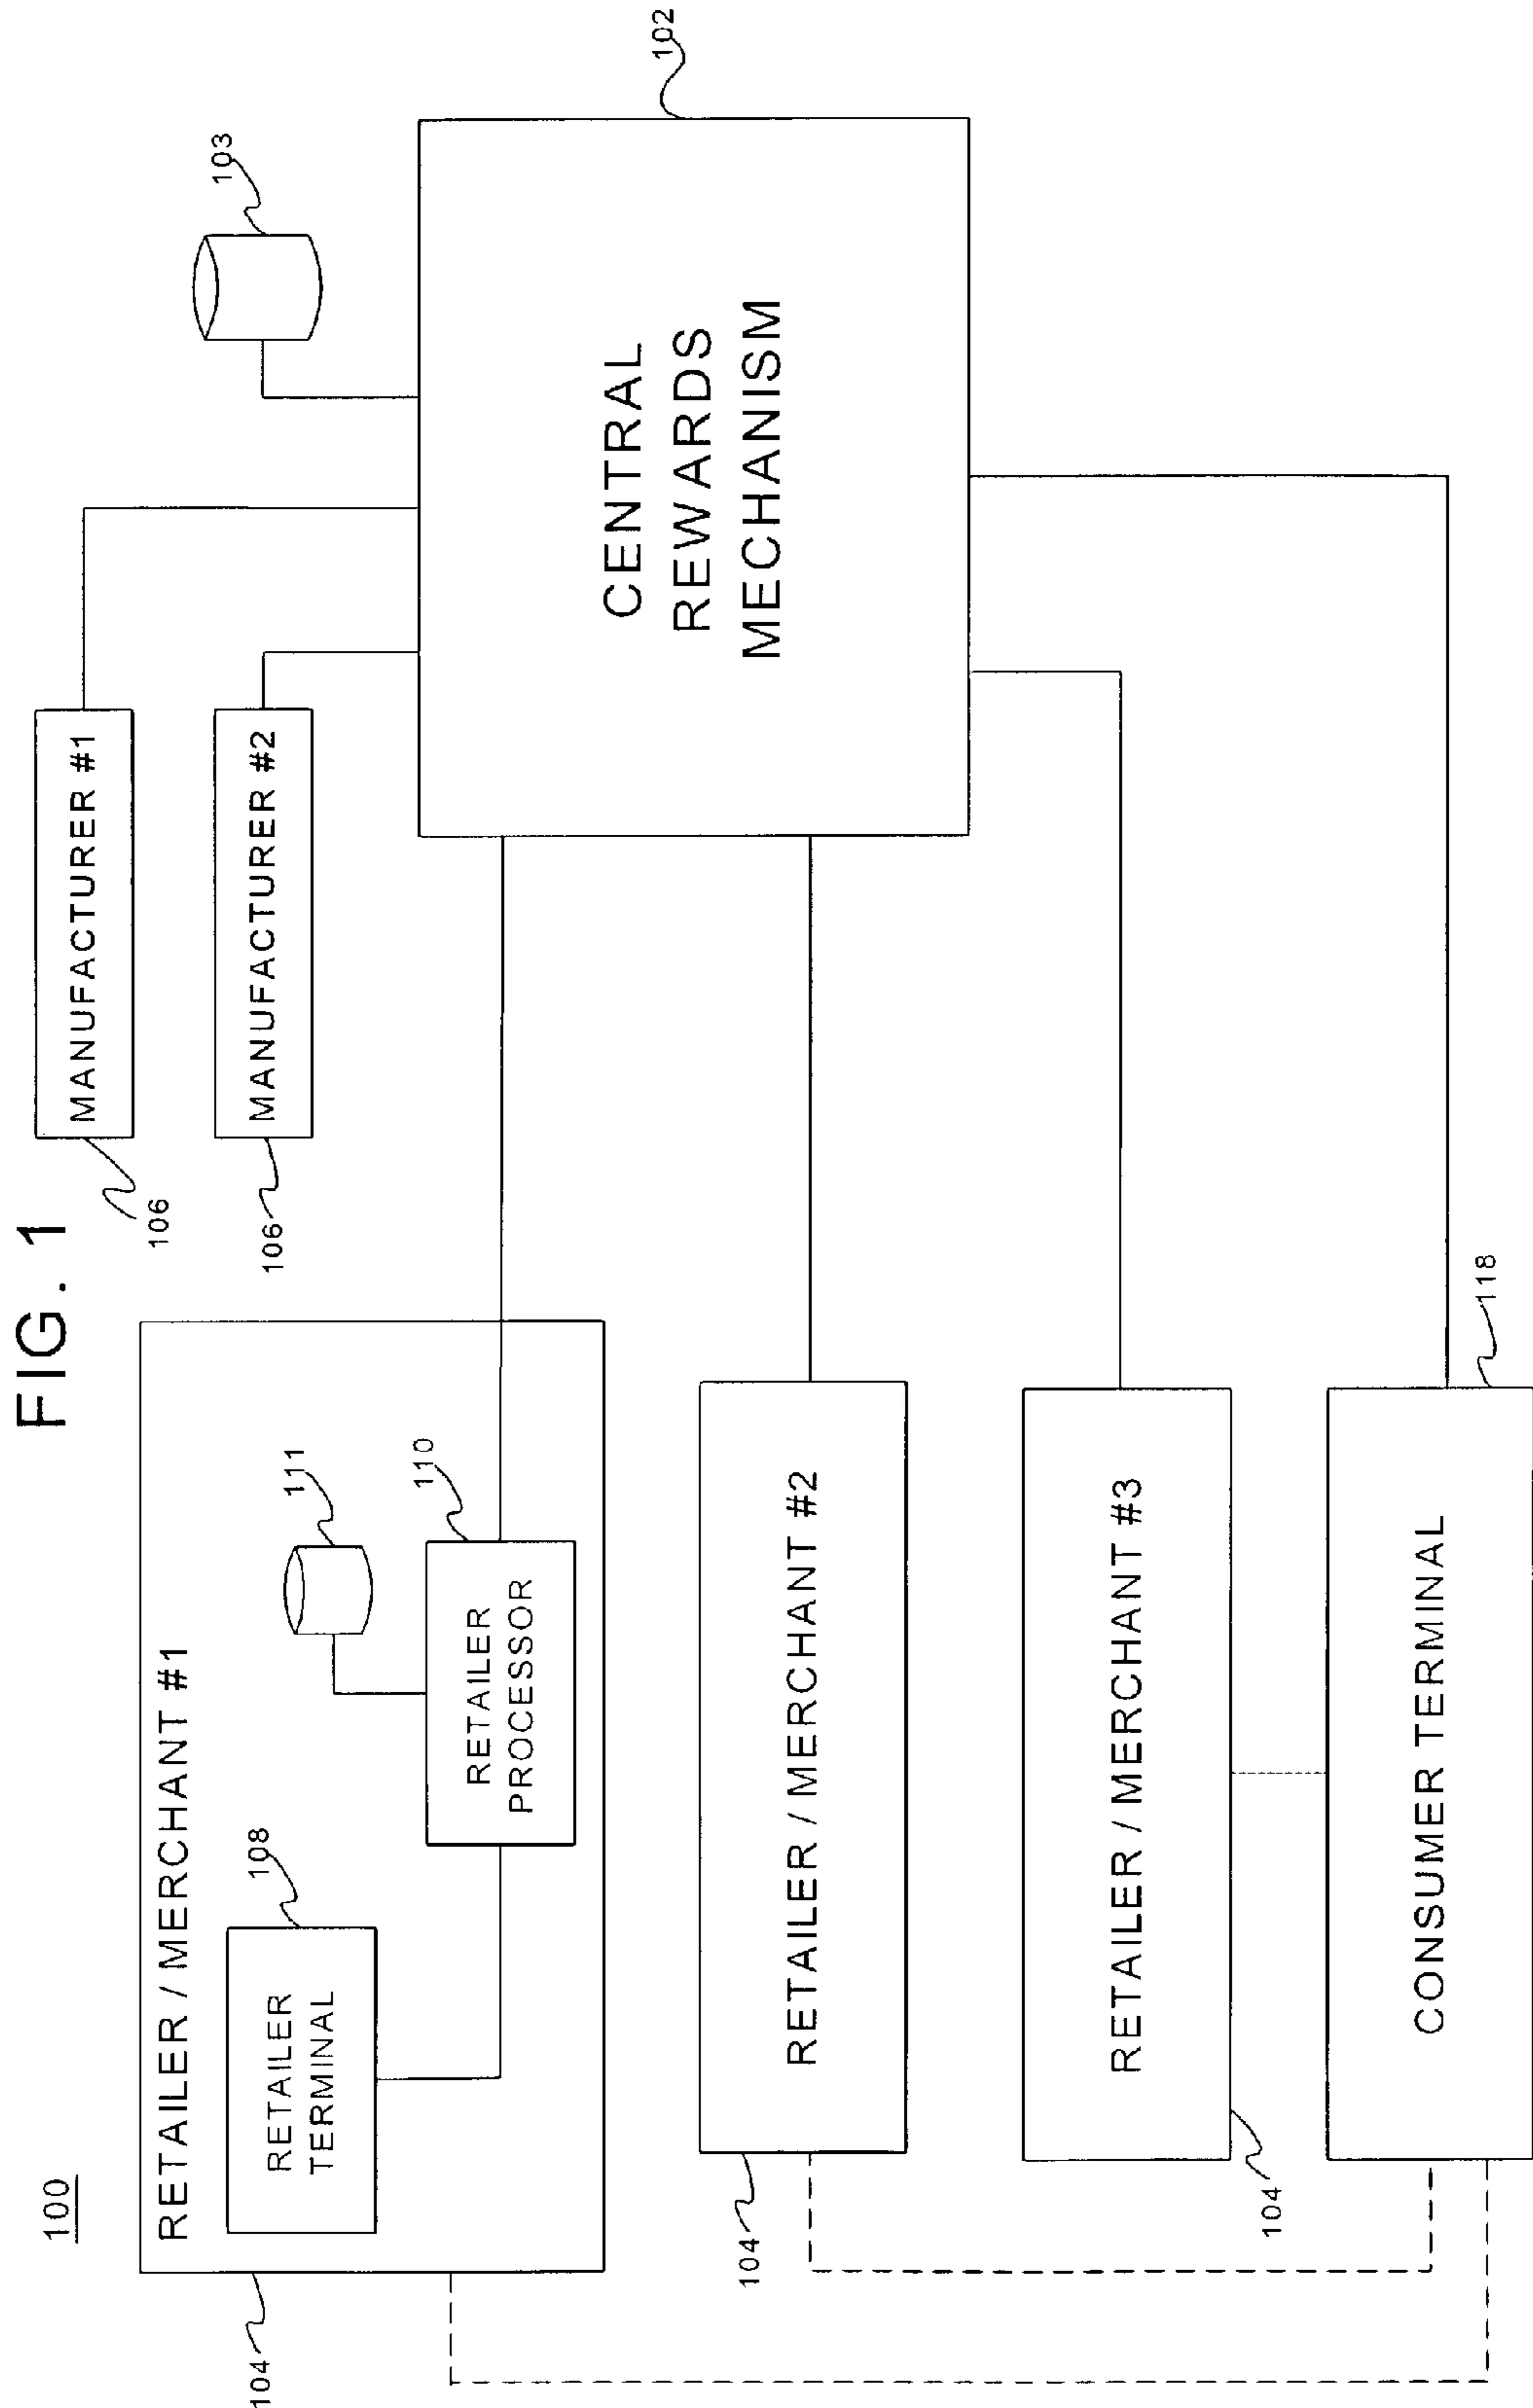 FIG. 1
100
RETAILER / MERCHANT #1
RETAILER
TERMINAL
108
RETAILER
PROCESSOR
110
111
104
MANUFACTURER #1
106
MANUFACTURER #2
106
103
CENTRAL
REWARDS
MECHANISM
102
RETAILER / MERCHANT #2
104
RETAILER / MERCHANT #3
104
CONSUMER TERMINAL
118